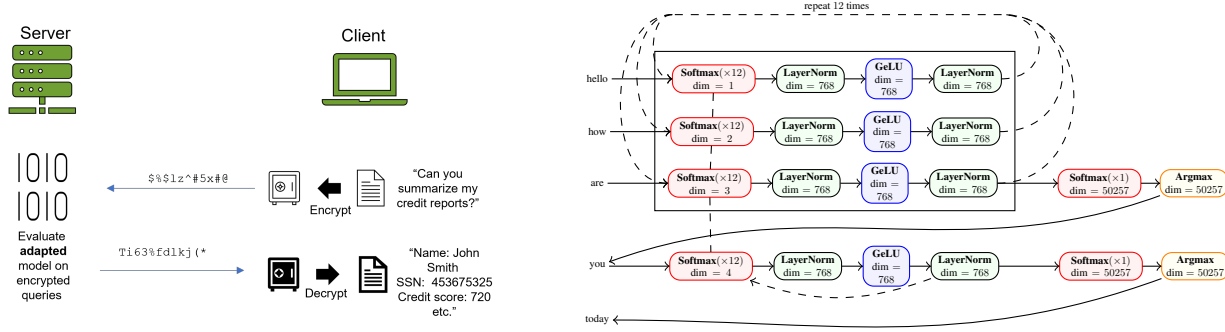 Server
Client
$%$lz^#5x#@
Encrypt
“Can you
summarize my
credit reports?”
Evaluate
adapted
model on
encrypted
queries
Ti63%fdlkj(*
Decrypt
“Name: John
Smith
SSN: 453675325
Credit score: 720
etc.”
repeat 12 times
hello
Softmax(×12)
dim = 1
LayerNorm
dim = 768
GeLU
dim =
768
LayerNorm
dim = 768
how
Softmax(×12)
dim = 2
LayerNorm
dim = 768
GeLU
dim =
768
LayerNorm
dim = 768
are
Softmax(×12)
dim = 3
LayerNorm
dim = 768
GeLU
dim =
768
LayerNorm
dim = 768
Softmax(×1)
dim = 50257
Argmax
dim = 50257
you
Softmax(×12)
dim = 4
LayerNorm
dim = 768
GeLU
dim =
768
LayerNorm
dim = 768
Softmax(×1)
dim = 50257
Argmax
dim = 50257
today